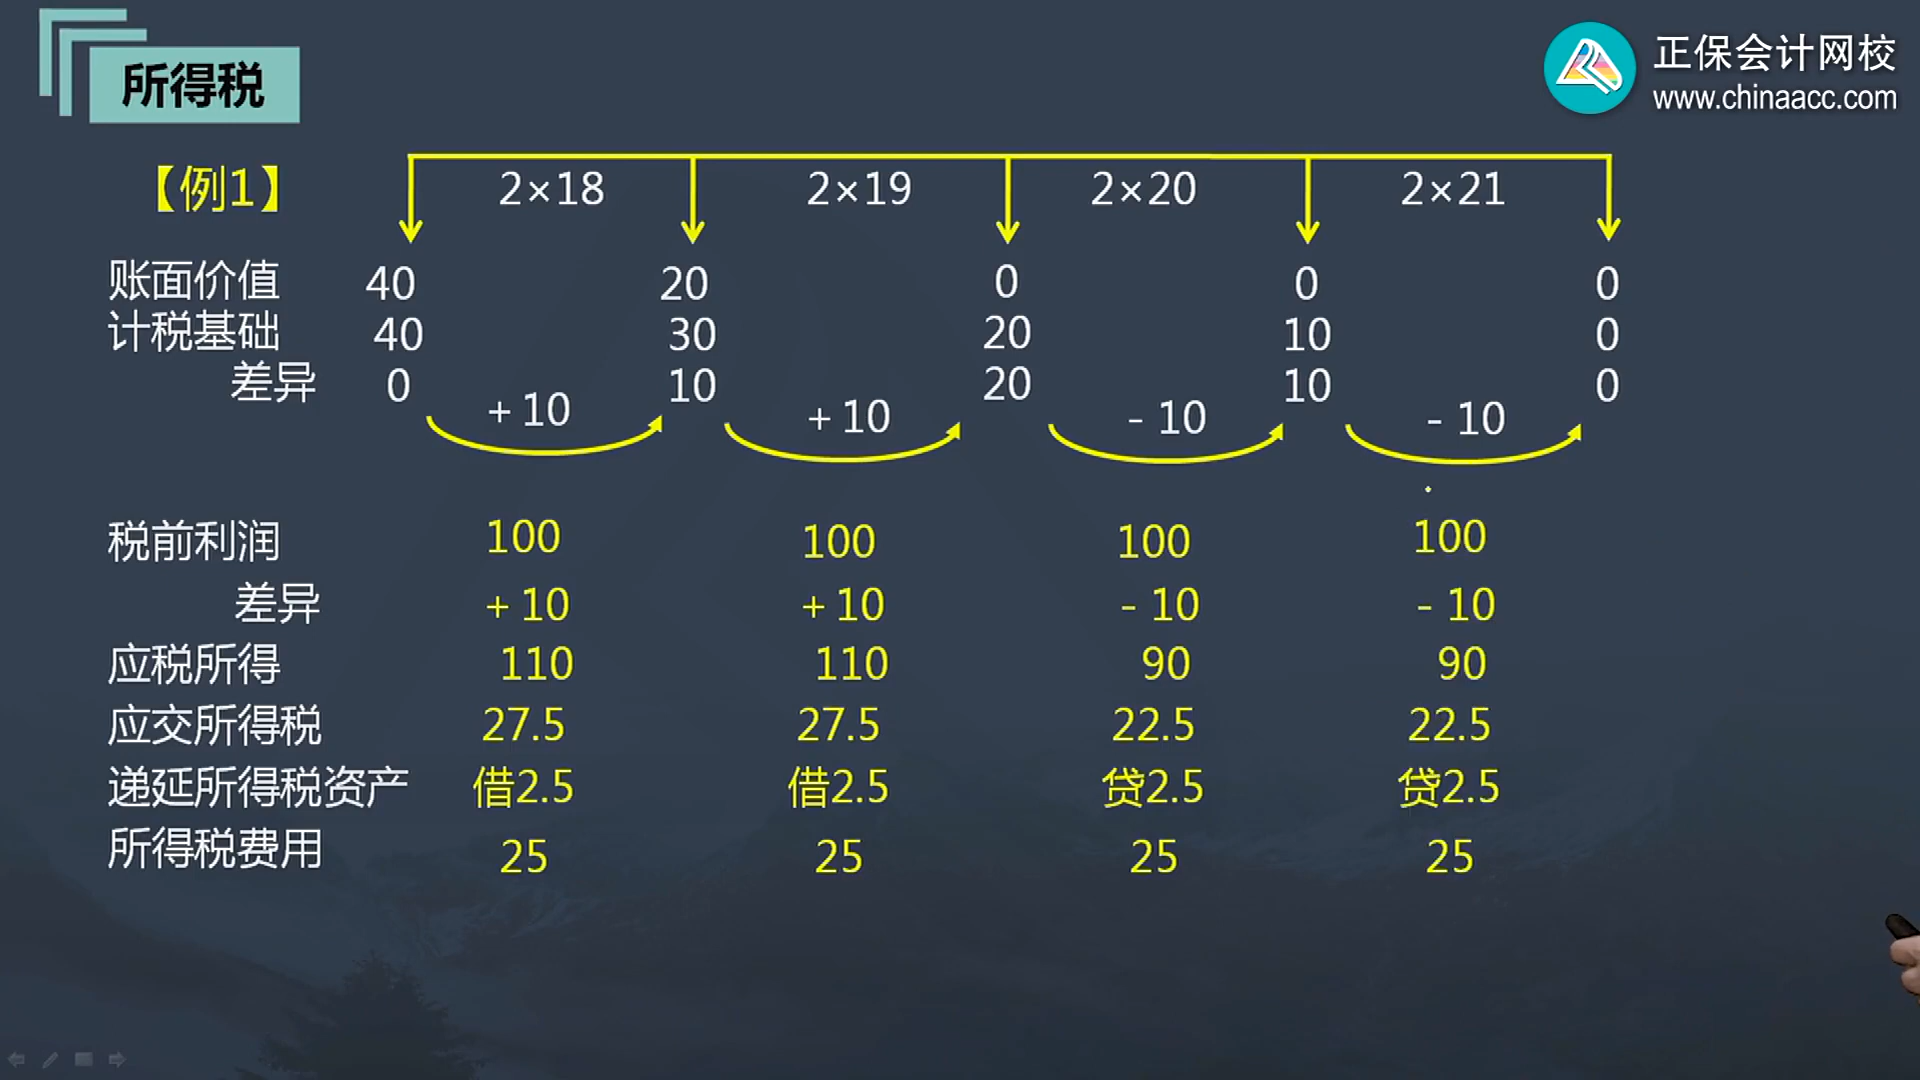 所得税
正保会计网校
www.chinaacc.com
【例1】 2×18 2×19 2×20 2×21
账面价值 40 20 0 0 0
计税基础 40 30 20 10 0
差异 0 10 20 10 0
+10 +10 -10 -10
税前利润 100 100 100 100
差异 +10 +10 -10 -10
应税所得 110 110 90 90
应交所得税 27.5 27.5 22.5 22.5
递延所得税资产 借2.5 借2.5 贷2.5 贷2.5
所得税费用 25 25 25 25